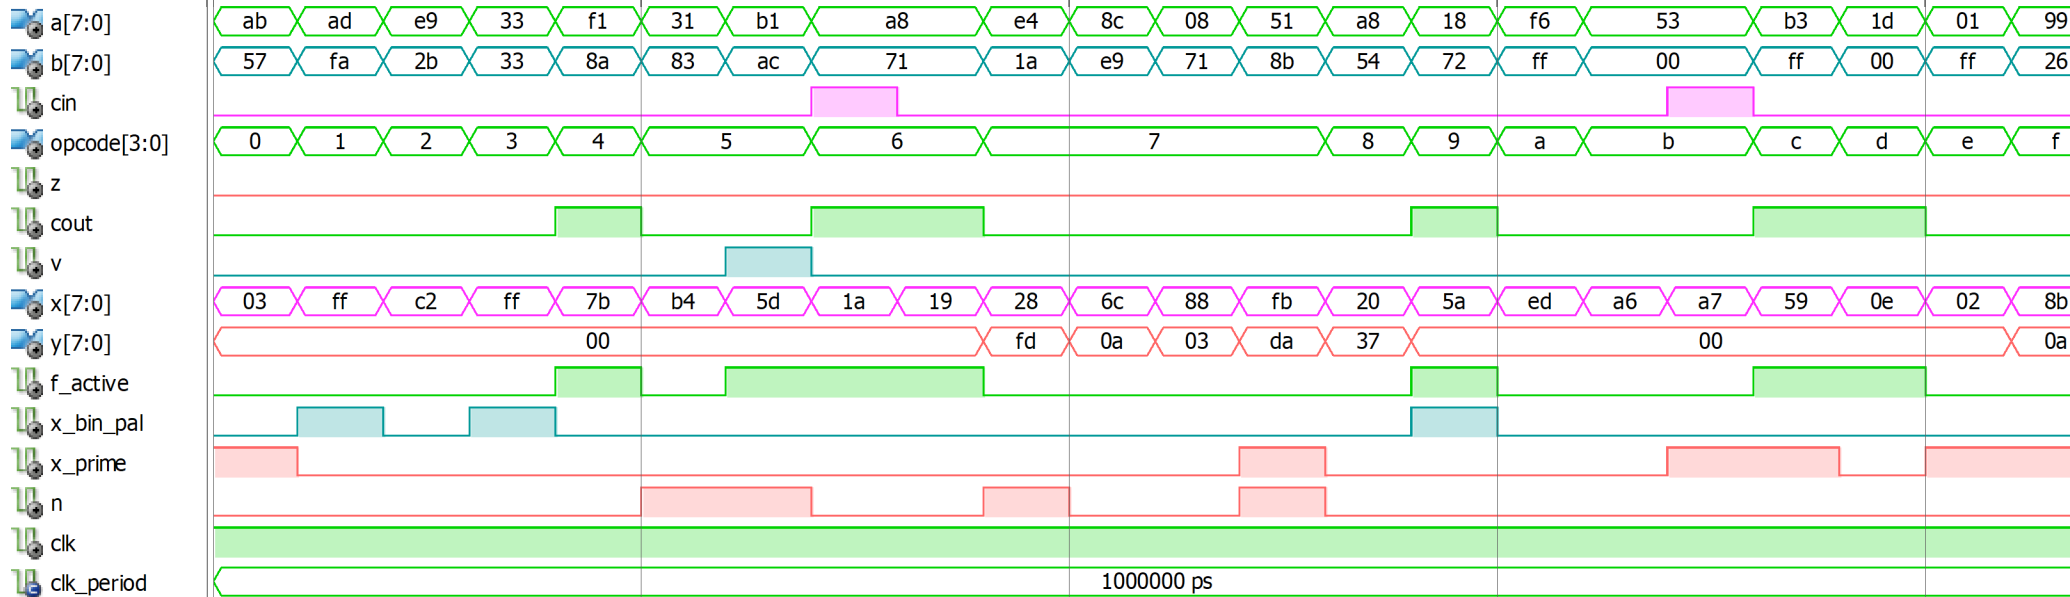 a[7:0] ab ad e9 33 f1 31 b1 a8 e4 8c 08 51 a8 18 f6 53 b3 1d 01 99
b[7:0] 57 fa 2b 33 8a 83 ac 71 1a e9 71 8b 54 72 ff 00 ff 00 ff 26
cin
opcode[3:0] 0 1 2 3 4 5 6 7 8 9 a b c d e f
z
cout
v
x[7:0] 03 ff c2 ff 7b b4 5d 1a 19 28 6c 88 fb 20 5a ed a6 a7 59 0e 02 8b
y[7:0] 00 fd 0a 03 da 37 00 0a
f_active
x_bin_pal
x_prime
n
clk
clk_period 1000000 ps